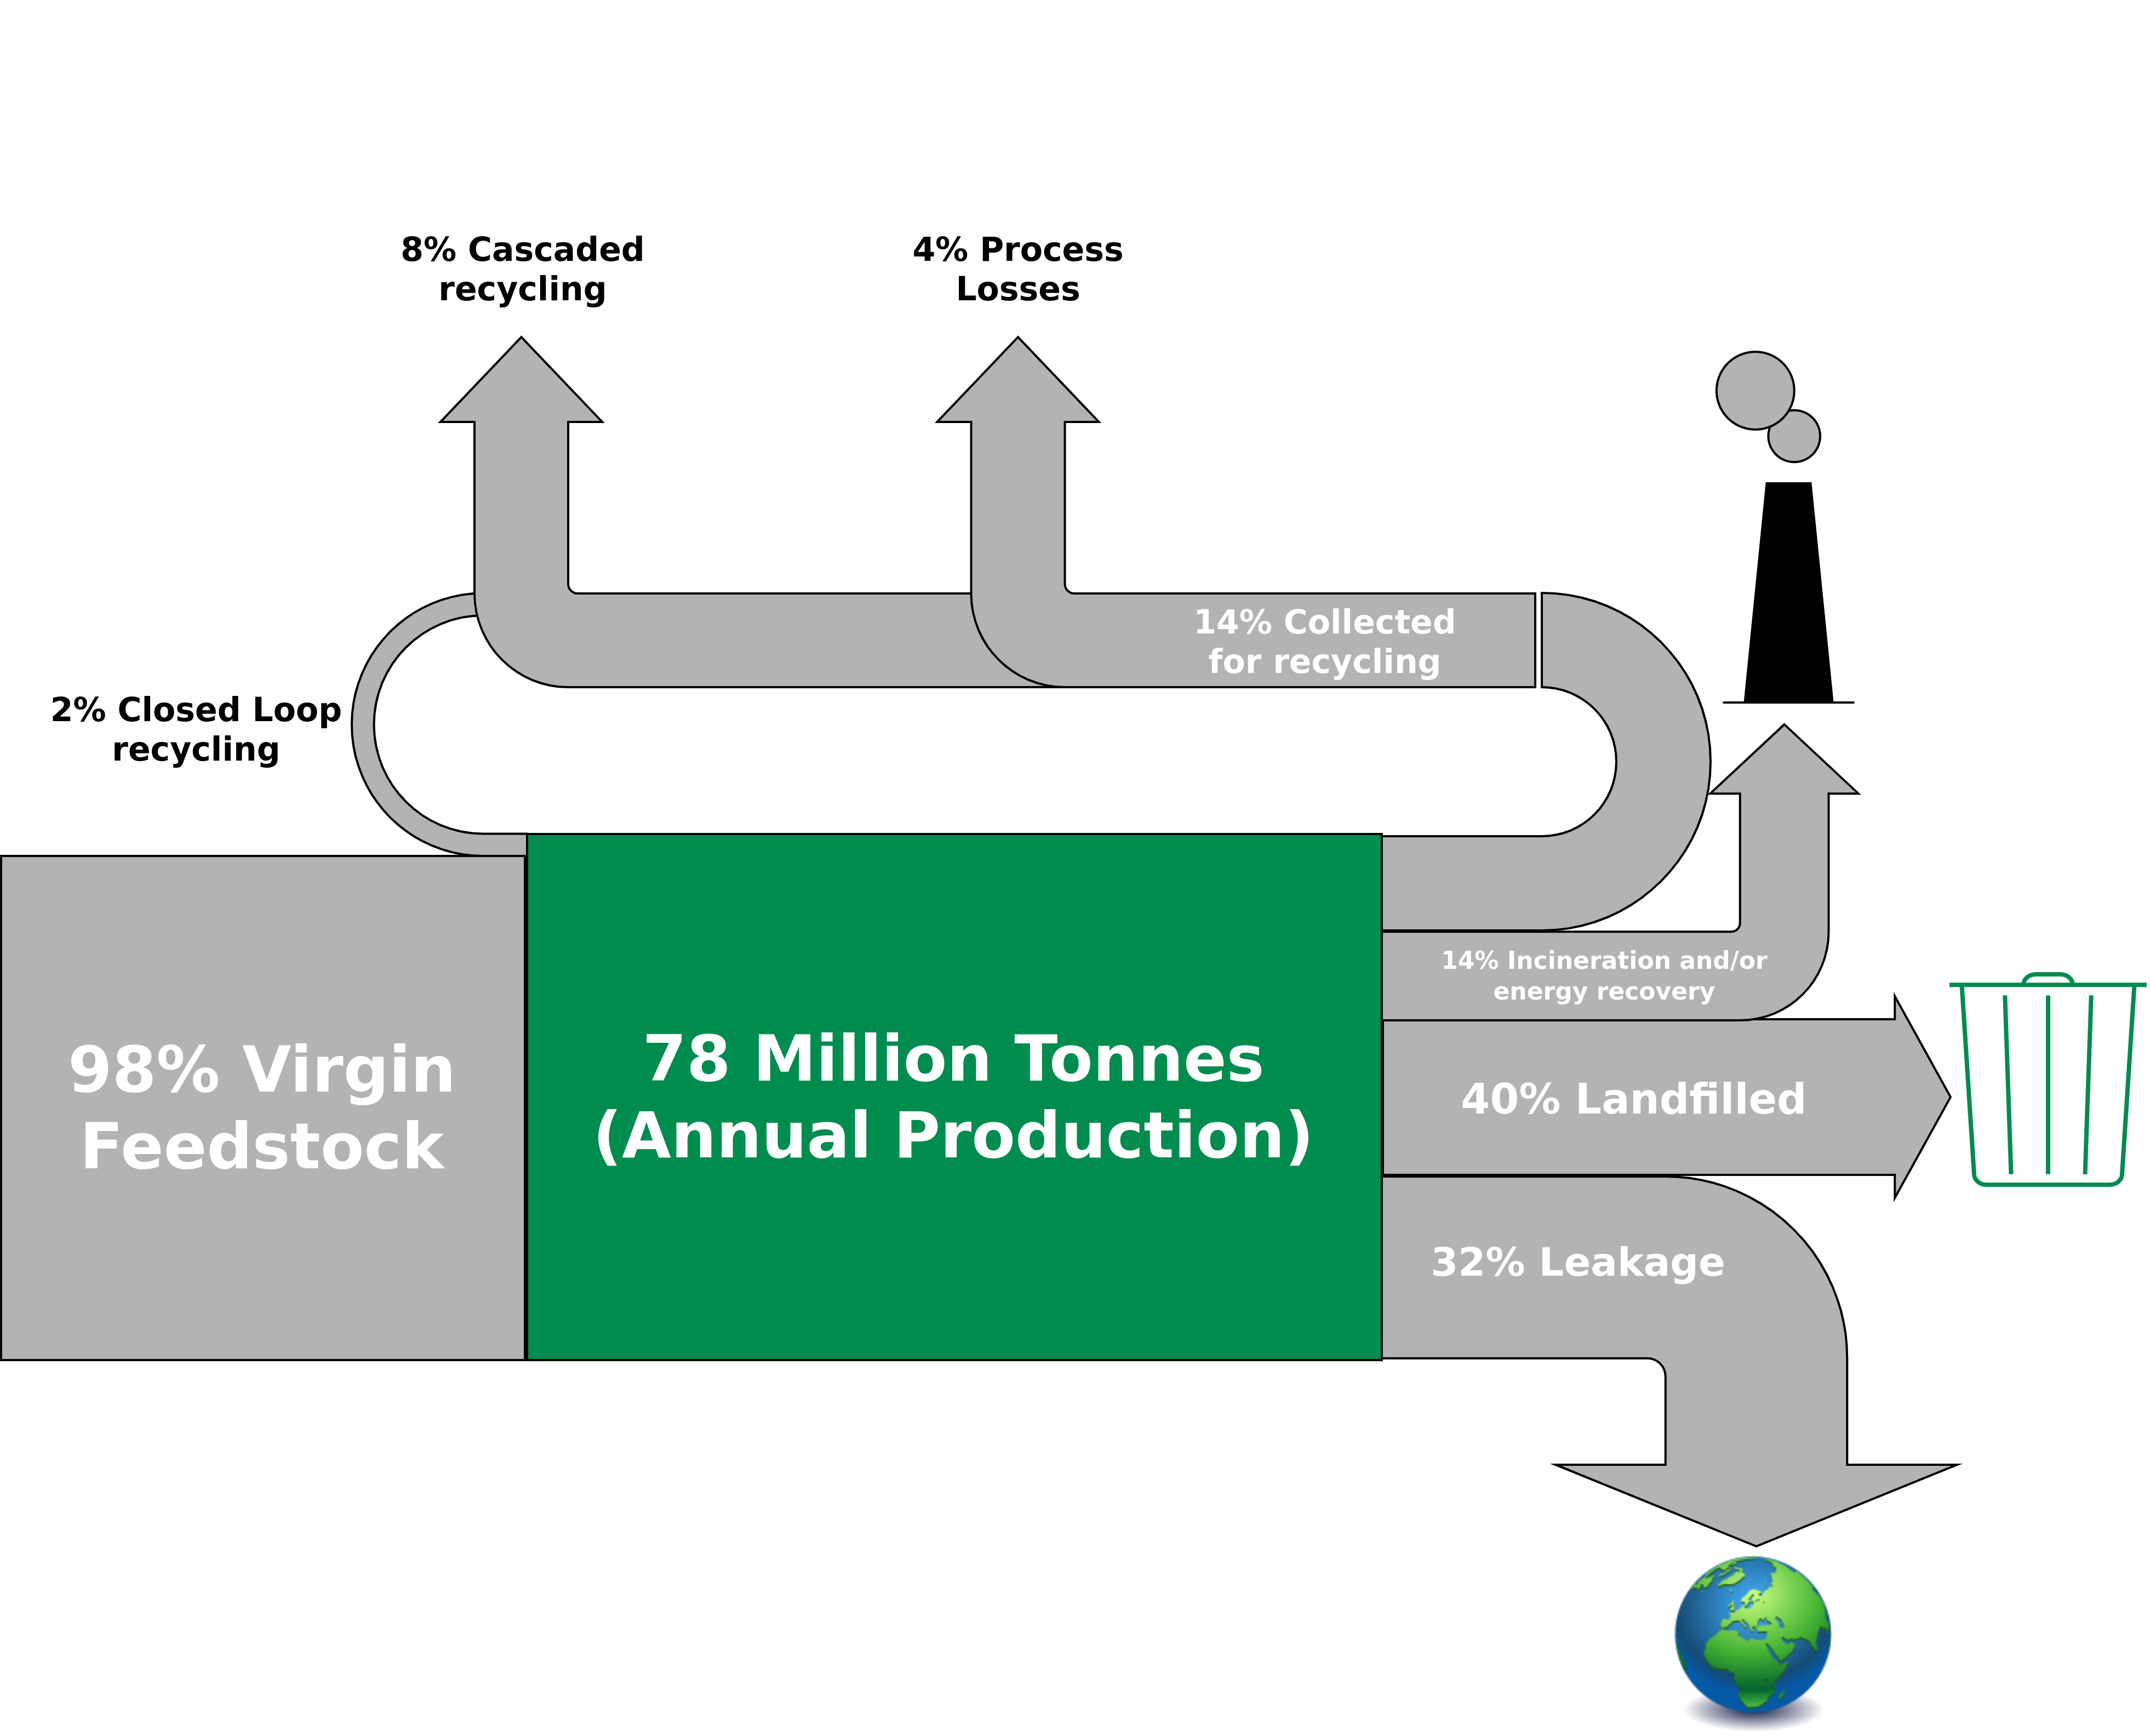 8% Cascaded
recycling
4% Process
Losses
14% Collected
for recycling
2% Closed Loop
recycling
14% Incineration and/or
energy recovery
98% Virgin
Feedstock
78 Million Tonnes
(Annual Production)
40% Landfilled
32% Leakage